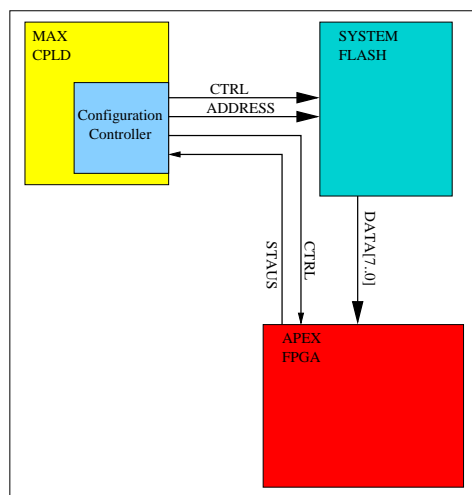 MAX
CPLD
SYSTEM
FLASH
CTRL
ADDRESS
Configuration
Controller
STAUS
CTRL
DATA[7..0]
APEX
FPGA